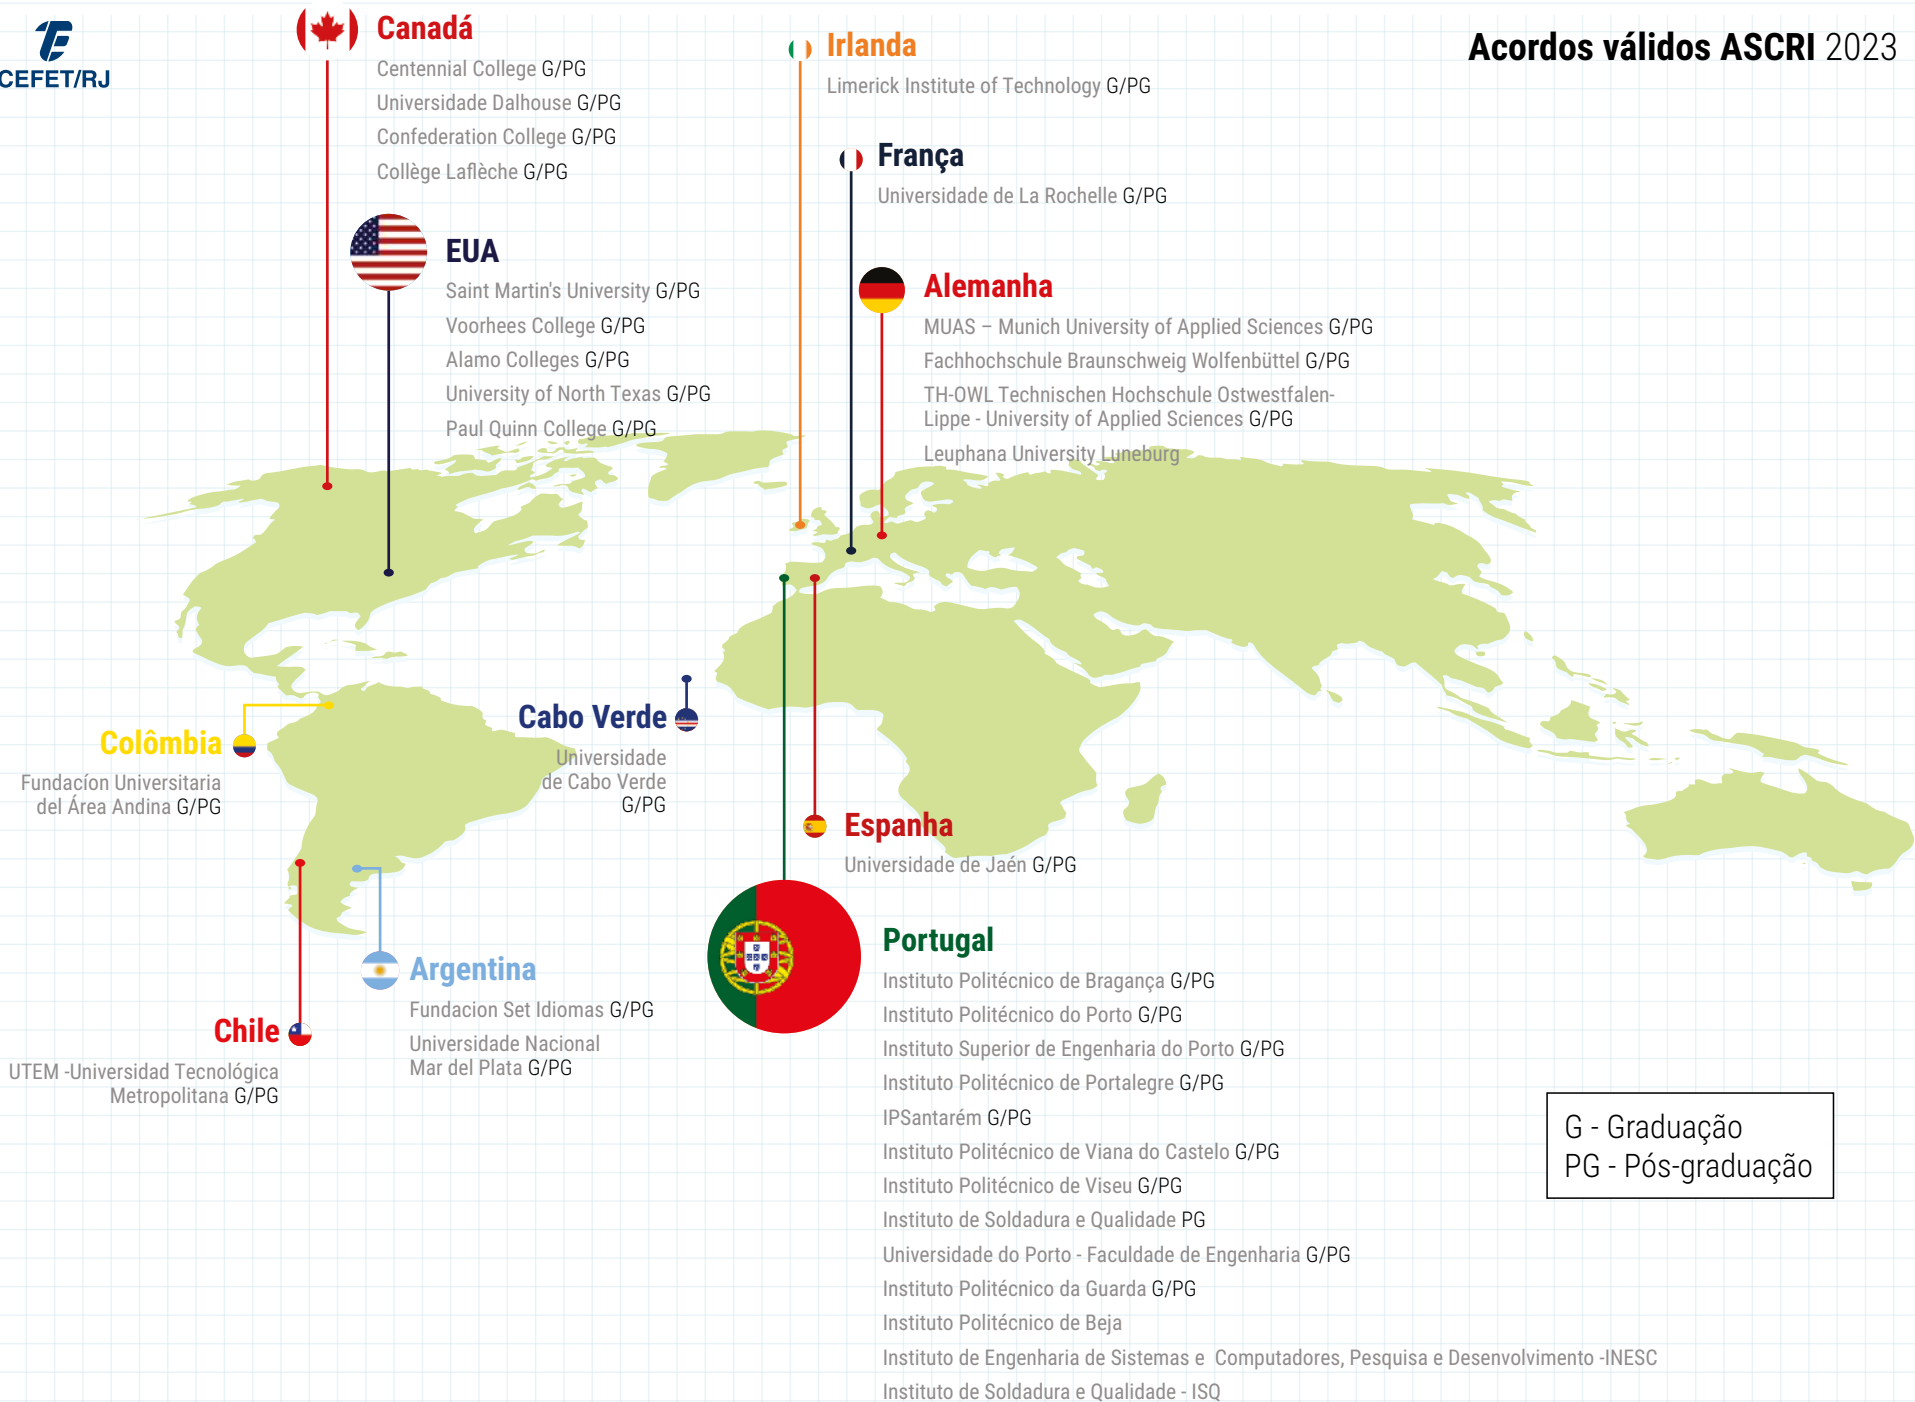 CEFET/RJ
Acordos válidos ASCRI 2023
Canadá
Centennial College G/PG
Universidade Dalhouse G/PG
Confederation College G/PG
Collège Laflèche G/PG
Irlanda
Limerick Institute of Technology G/PG
França
Universidade de La Rochelle G/PG
EUA
Saint Martin's University G/PG
Voorhees College G/PG
Alamo Colleges G/PG
University of North Texas G/PG
Paul Quinn College G/PG
Alemanha
MUAS – Munich University of Applied Sciences G/PG
Fachhochschule Braunschweig Wolfenbüttel G/PG
TH-OWL Technischen Hochschule Ostwestfalen-
Lippe - University of Applied Sciences G/PG
Leuphana University Luneburg
Colômbia
Fundacíon Universitaria
del Área Andina G/PG
Cabo Verde
Universidade
de Cabo Verde
G/PG
Espanha
Universidade de Jaén G/PG
Argentina
Fundacion Set Idiomas G/PG
Universidade Nacional
Mar del Plata G/PG
Chile
UTEM -Universidad Tecnológica
Metropolitana G/PG
Portugal
Instituto Politécnico de Bragança G/PG
Instituto Politécnico do Porto G/PG
Instituto Superior de Engenharia do Porto G/PG
Instituto Politécnico de Portalegre G/PG
IPSantarém G/PG
Instituto Politécnico de Viana do Castelo G/PG
Instituto Politécnico de Viseu G/PG
Instituto de Soldadura e Qualidade PG
Universidade do Porto - Faculdade de Engenharia G/PG
Instituto Politécnico da Guarda G/PG
Instituto Politécnico de Beja
Instituto de Engenharia de Sistemas e  Computadores, Pesquisa e Desenvolvimento -INESC
Instituto de Soldadura e Qualidade - ISQ
G - Graduação
PG - Pós-graduação